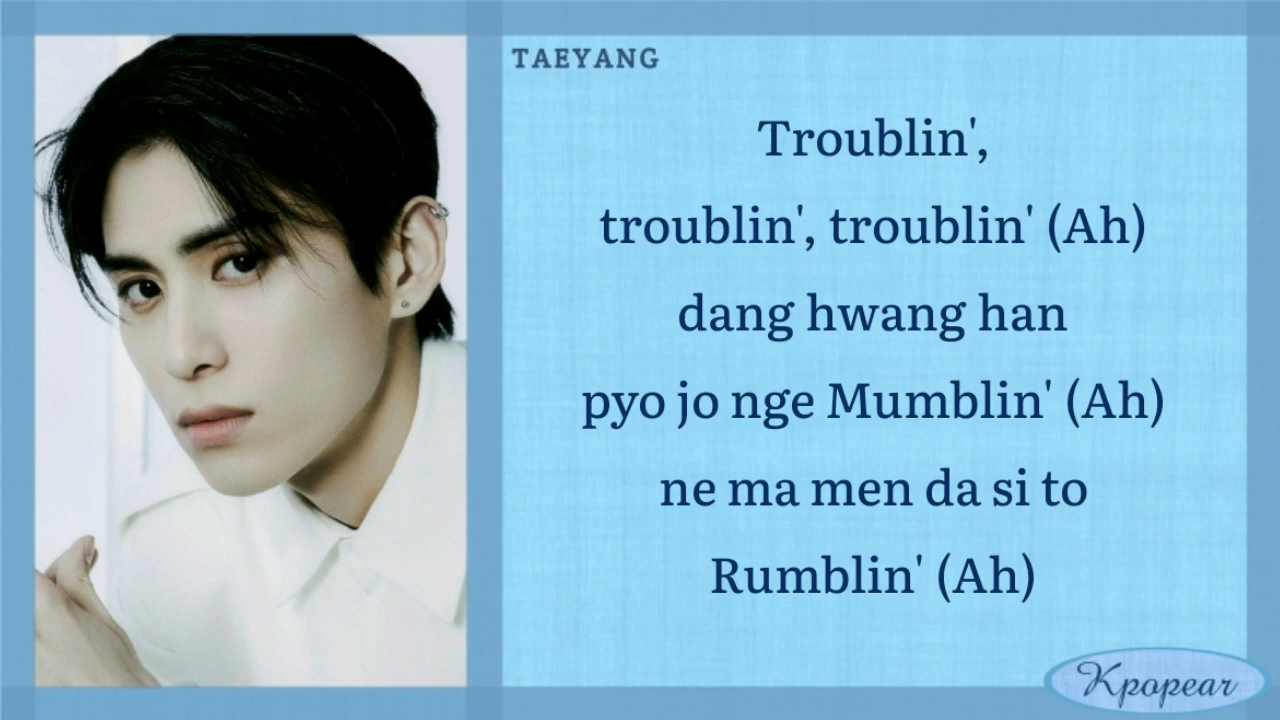 TAEYANG
Troublin',
troublin', troublin' (Ah)
dang hwang han
pyo jo nge Mumblin' (Ah)
ne ma men da si to
Rumblin' (Ah)
Kpopear